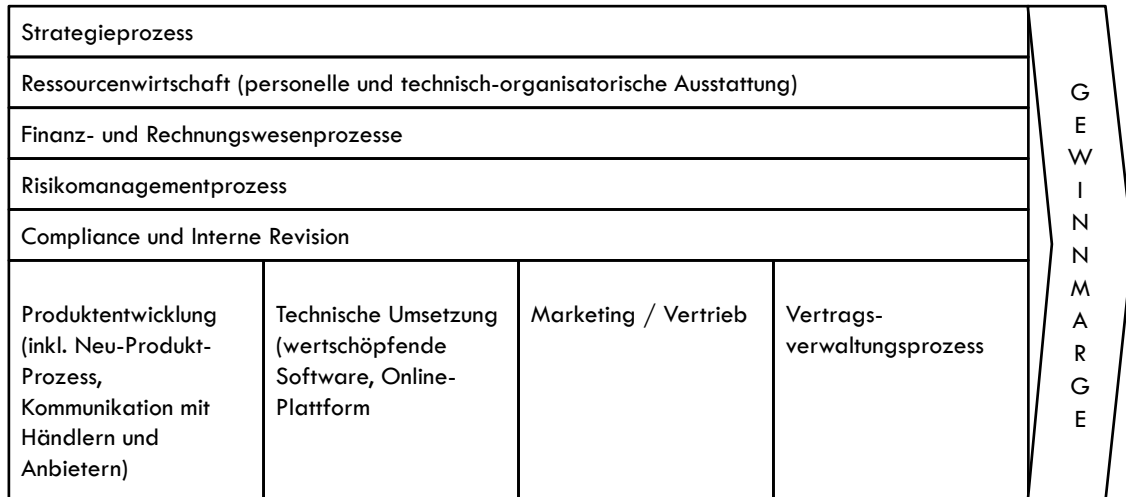 Strategieprozess
Ressourcenwirtschaft (personelle und technisch-organisatorische Ausstattung)
Finanz- und Rechnungswesenprozesse
Risikomanagementprozess
Compliance und Interne Revision
Produktentwicklung
(inkl. Neu-Produkt-
Prozess,
Kommunikation mit
Händlern und
Anbietern)
Technische Umsetzung
(wertschöpfende
Software, Online-
Plattform
Marketing / Vertrieb
Vertrags-
verwaltungsprozess
G
E
W
I
N
N
M
A
R
G
E